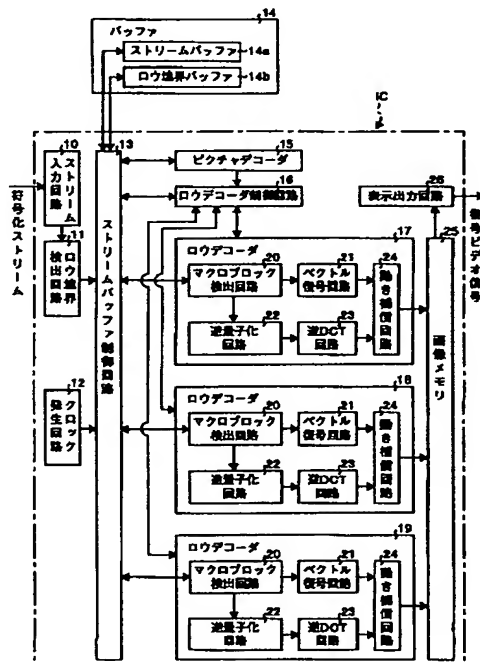 14
バッファ
ストリームバッファ
14a
ロウ境界バッファ
14b
IC
10
ストリーム
入力回路
13
ストリームバッファ制御回路
15
ピクチャデコーダ
16
ロウデコーダ制御回路
26
表示出力回路
25
画像メモリ
符号化ストリーム
復号ビデオ信号
11
ロウ境界
検出回路
12
クロック
発生回路
17
ロウデコーダ
20
マクロブロック
検出回路
21
ベクトル
復号回路
24
動き補償回路
22
逆量子化
回路
23
逆DCT
回路
18
ロウデコーダ
20
マクロブロック
検出回路
21
ベクトル
復号回路
24
動き補償回路
22
逆量子化
回路
23
逆DCT
回路
19
ロウデコーダ
20
マクロブロック
検出回路
21
ベクトル
復号回路
24
動き補償回路
22
逆量子化
回路
23
逆DCT
回路